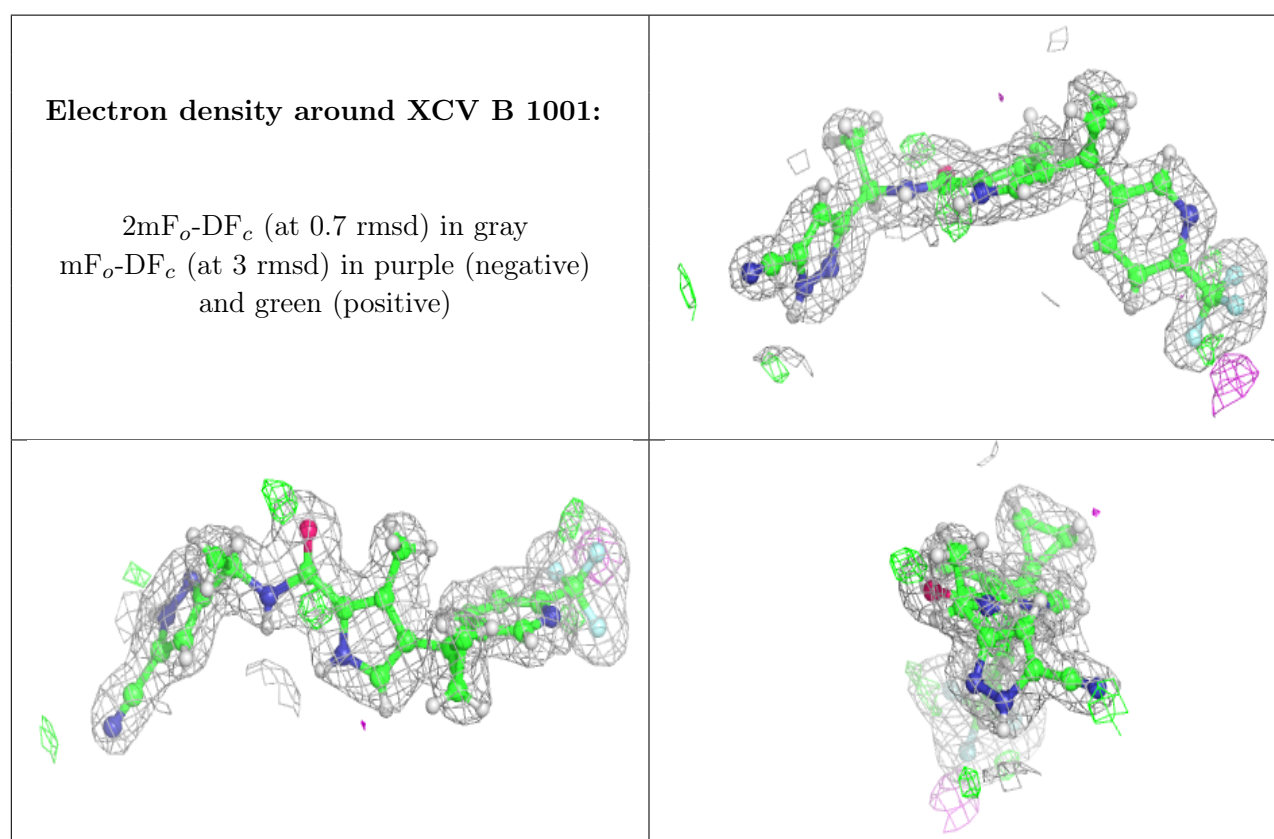 Electron density around XCV B 1001:
2mFo-DFc (at 0.7 rmsd) in gray
mFo-DFc (at 3 rmsd) in purple (negative)
and green (positive)